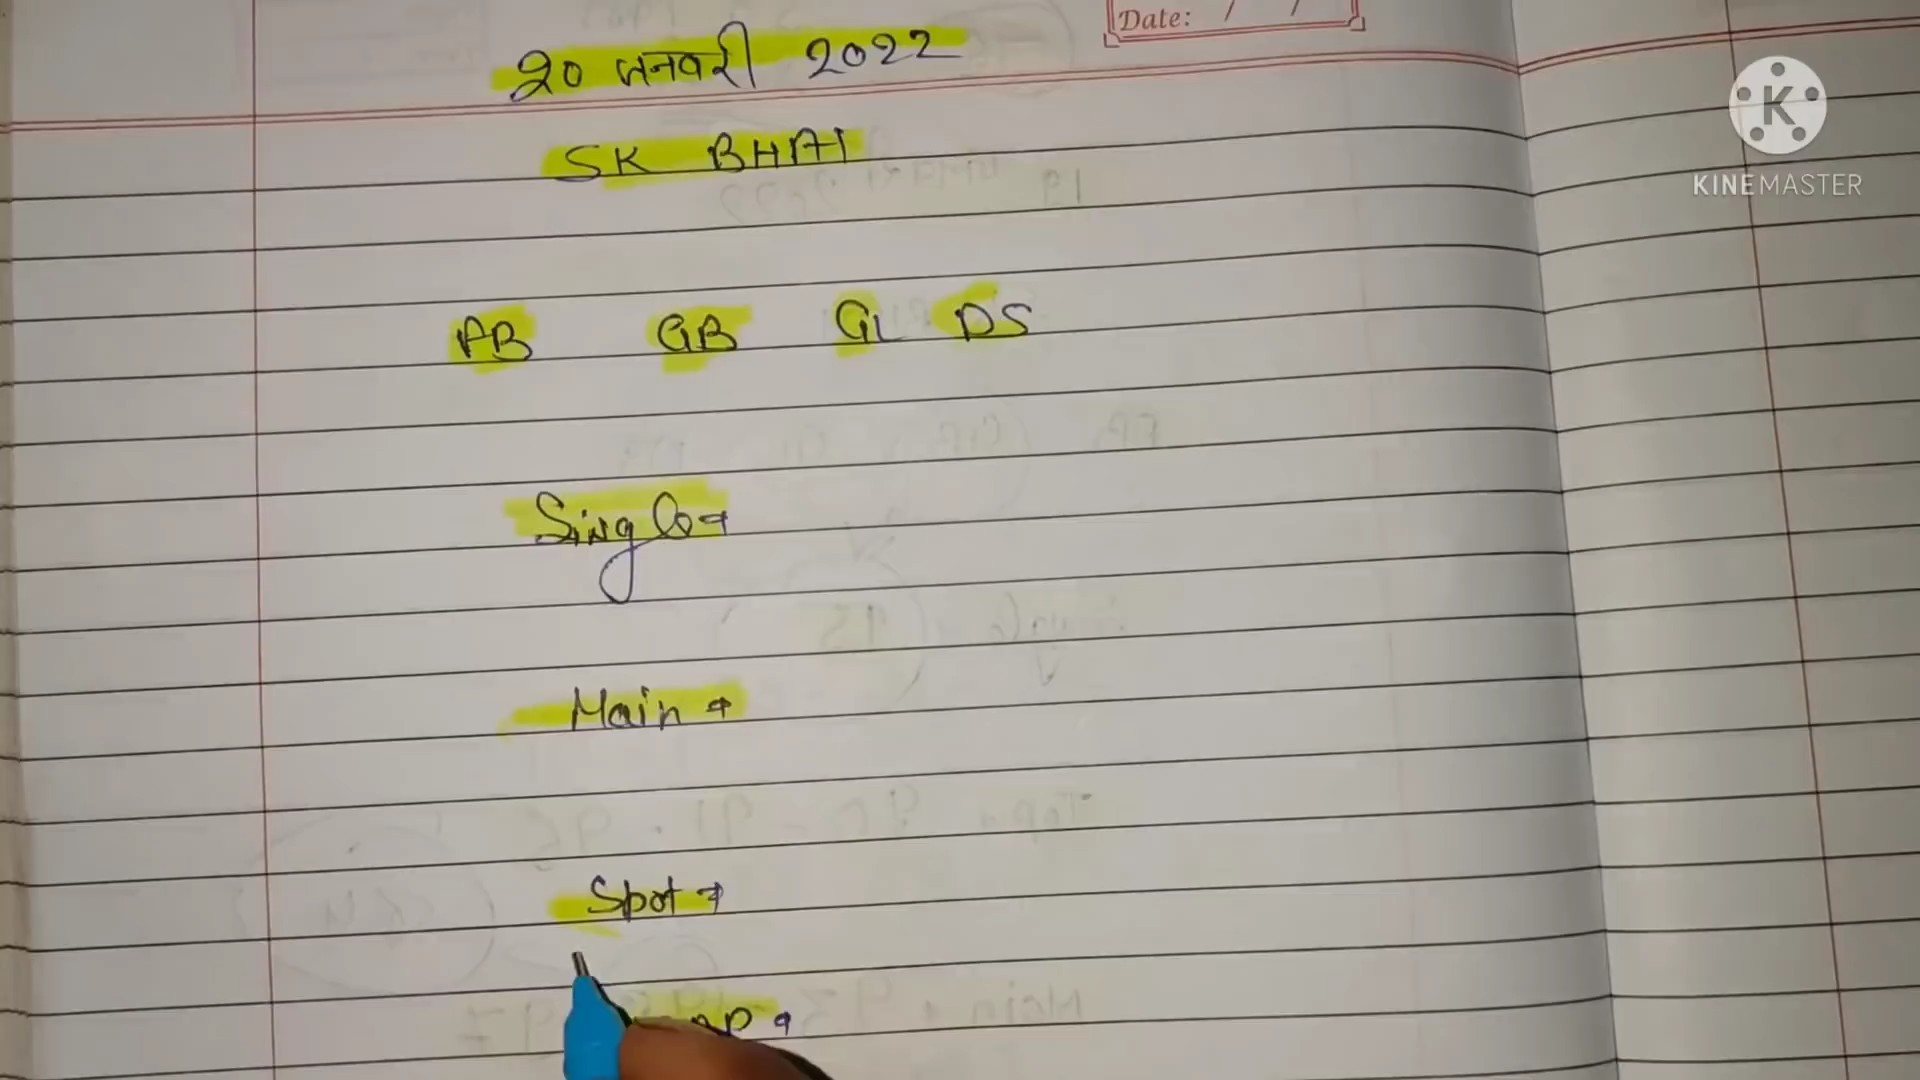 Date: / /
20 जनवरी 2022
K
KINEMASTER
SK BHAI
FB GB GL DS
Single→
Main→
Spot→